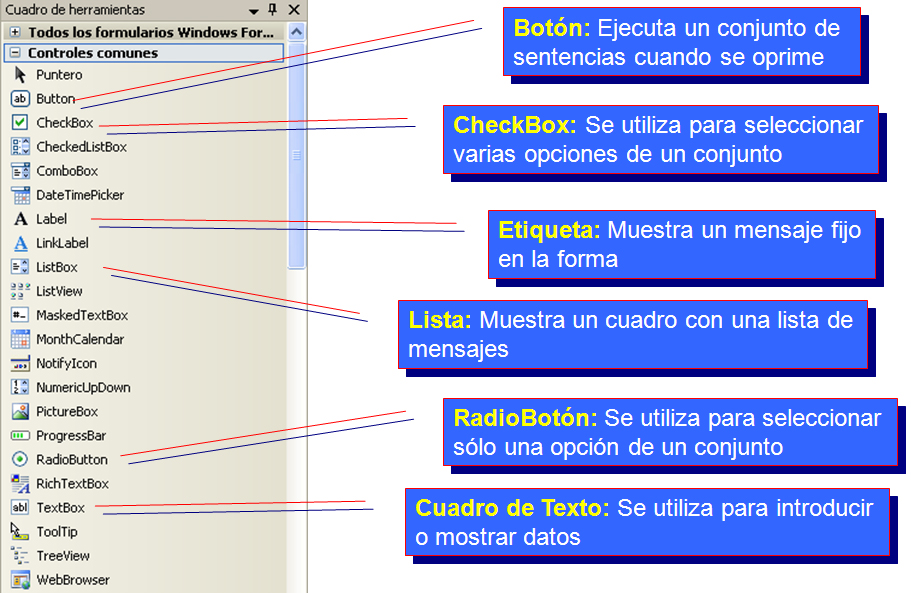 Cuadro de herramientas
Todos los formularios Windows For...
Controles comunes
Puntero
Button
CheckBox
CheckedListBox
ComboBox
DateTimePicker
Label
LinkLabel
ListBox
ListView
MaskedTextBox
MonthCalendar
NotifyIcon
NumericUpDown
PictureBox
ProgressBar
RadioButton
RichTextBox
TextBox
ToolTip
TreeView
WebBrowser
Botón: Ejecuta un conjunto de
sentencias cuando se oprime
CheckBox: Se utiliza para seleccionar
varias opciones de un conjunto
Etiqueta: Muestra un mensaje fijo
en la forma
Lista: Muestra un cuadro con una lista de
mensajes
RadioBotón: Se utiliza para seleccionar
sólo una opción de un conjunto
Cuadro de Texto: Se utiliza para introducir
o mostrar datos